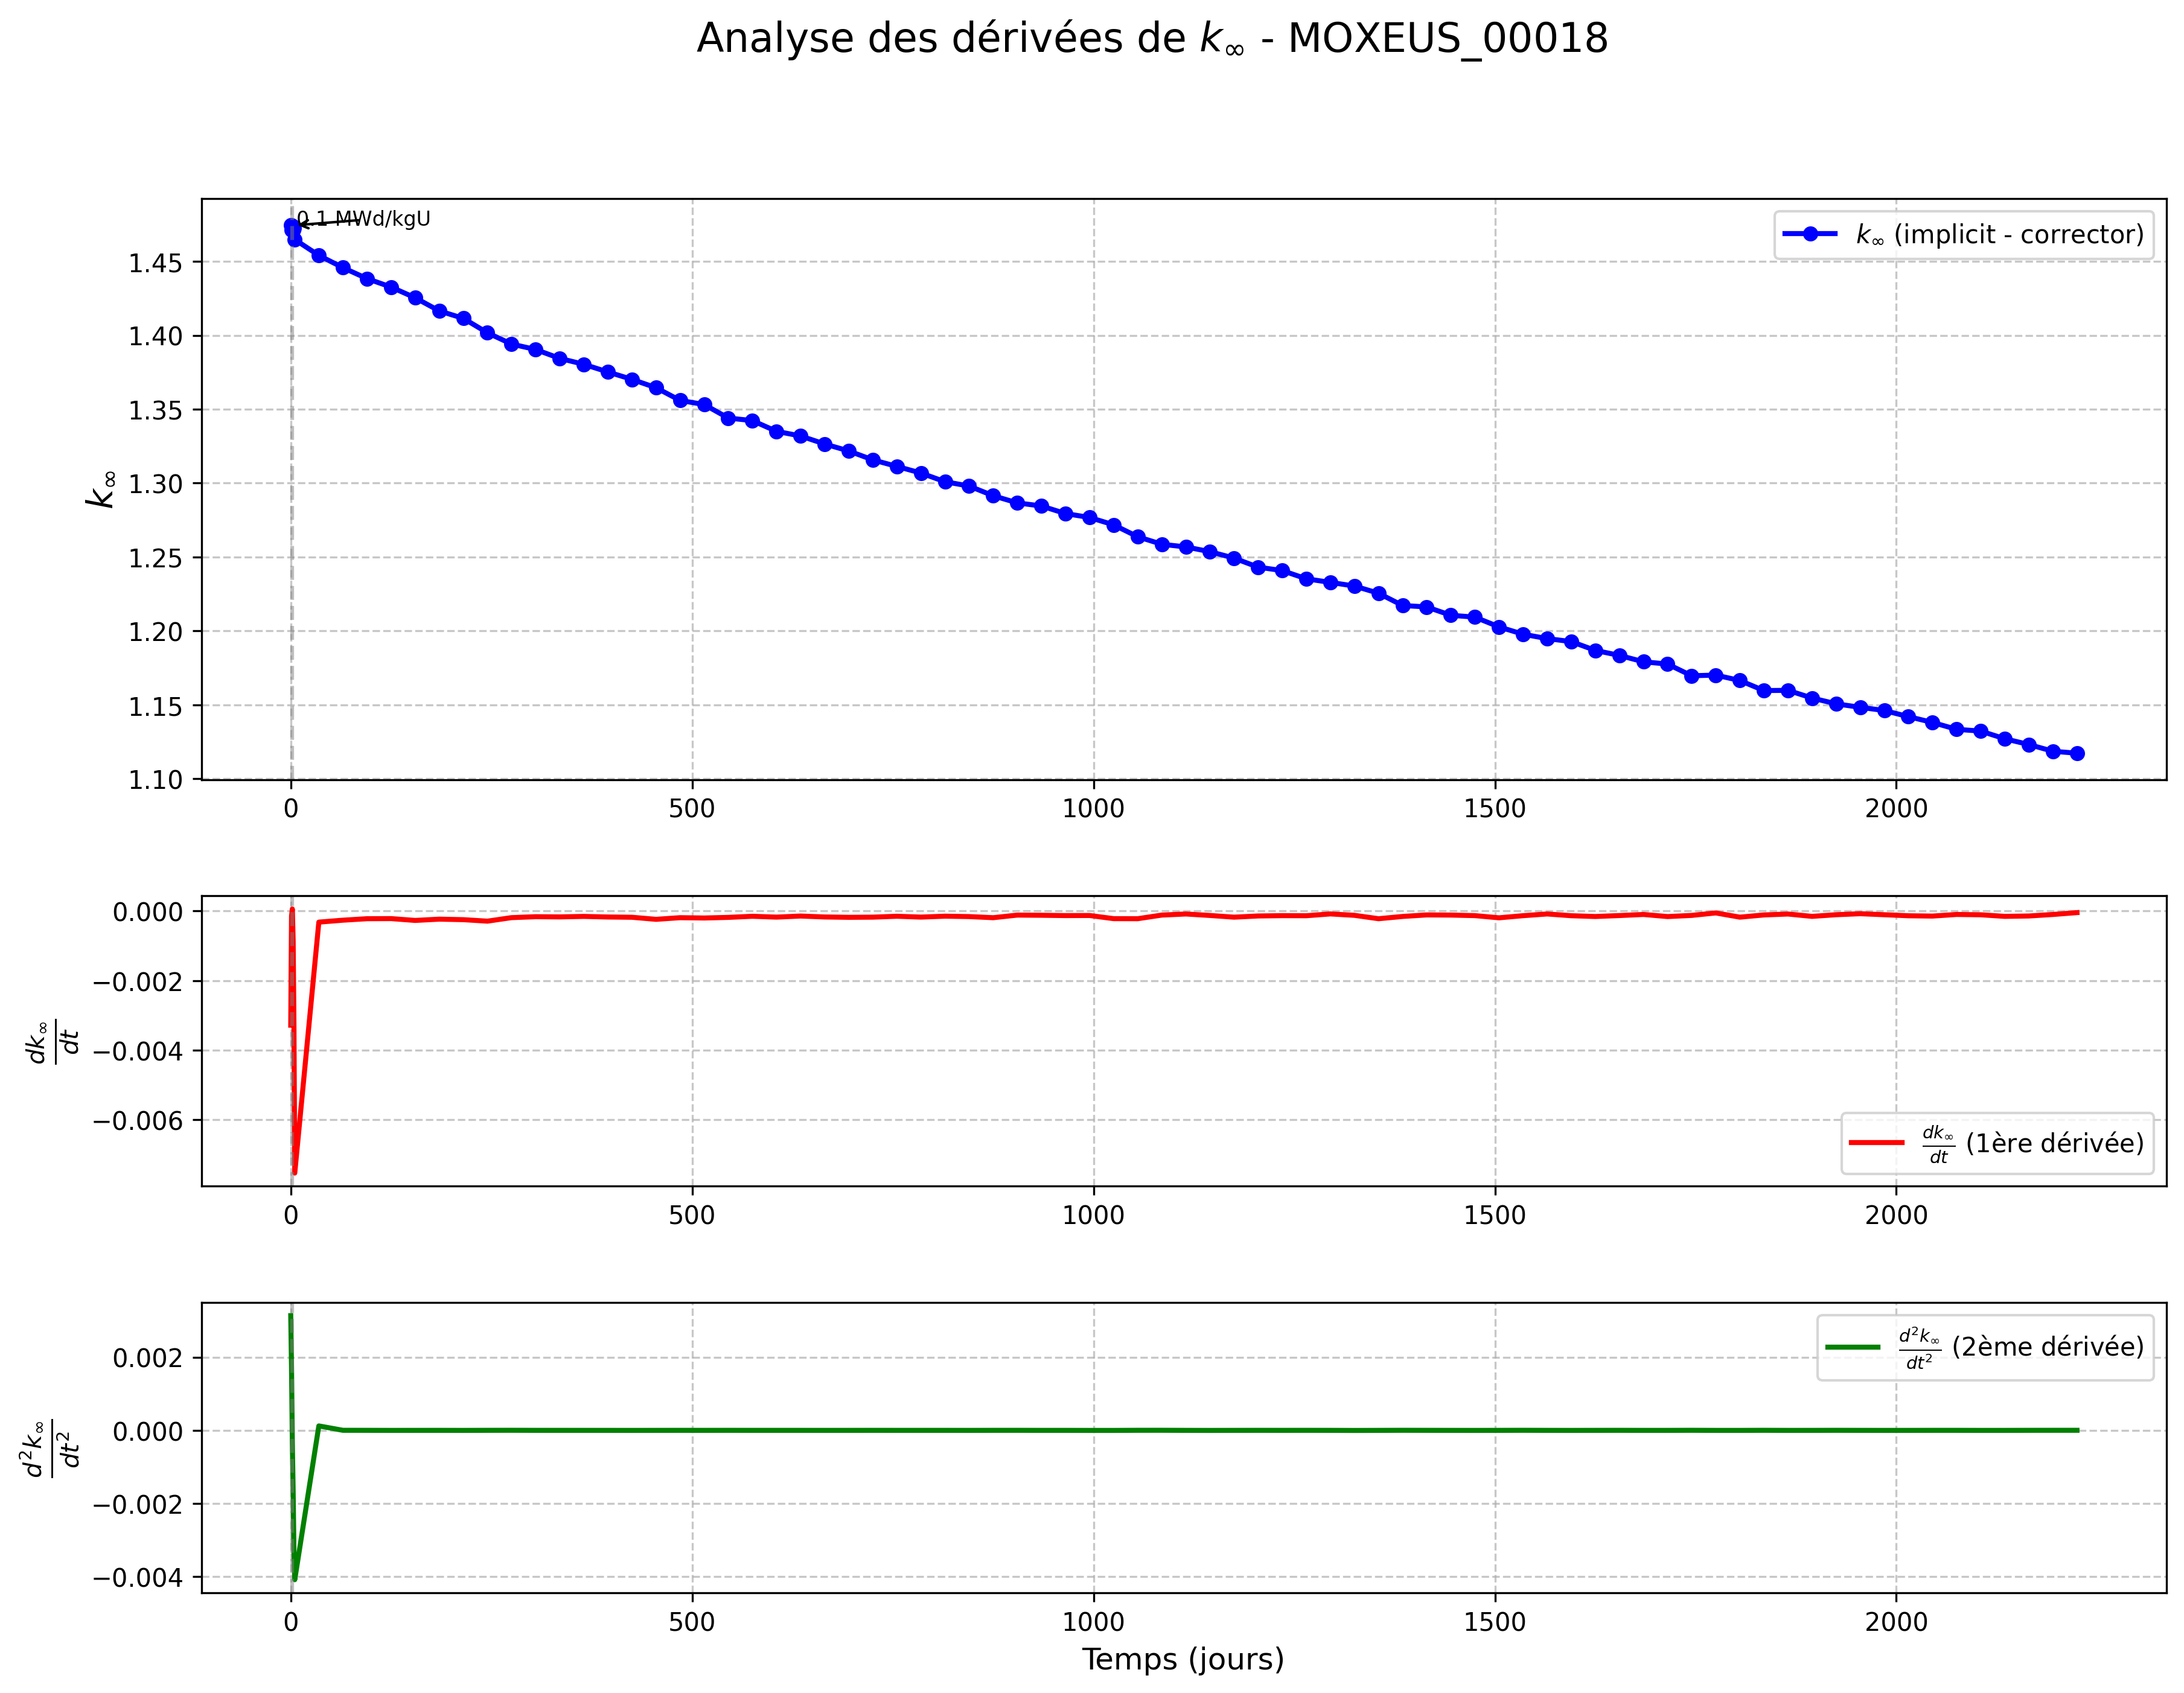 Analyse des dérivées de k∞ - MOXEUS_00018
0.1 MWd/kgU
k∞ (implicit - corrector)
k∞
1.45
1.40
1.35
1.30
1.25
1.20
1.15
1.10
0 500 1000 1500 2000
dk∞/dt
0.000
−0.002
−0.004
−0.006
dk∞/dt (1ère dérivée)
0 500 1000 1500 2000
d²k∞/dt²
0.002
0.000
−0.002
−0.004
d²k∞/dt² (2ème dérivée)
0 500 1000 1500 2000
Temps (jours)